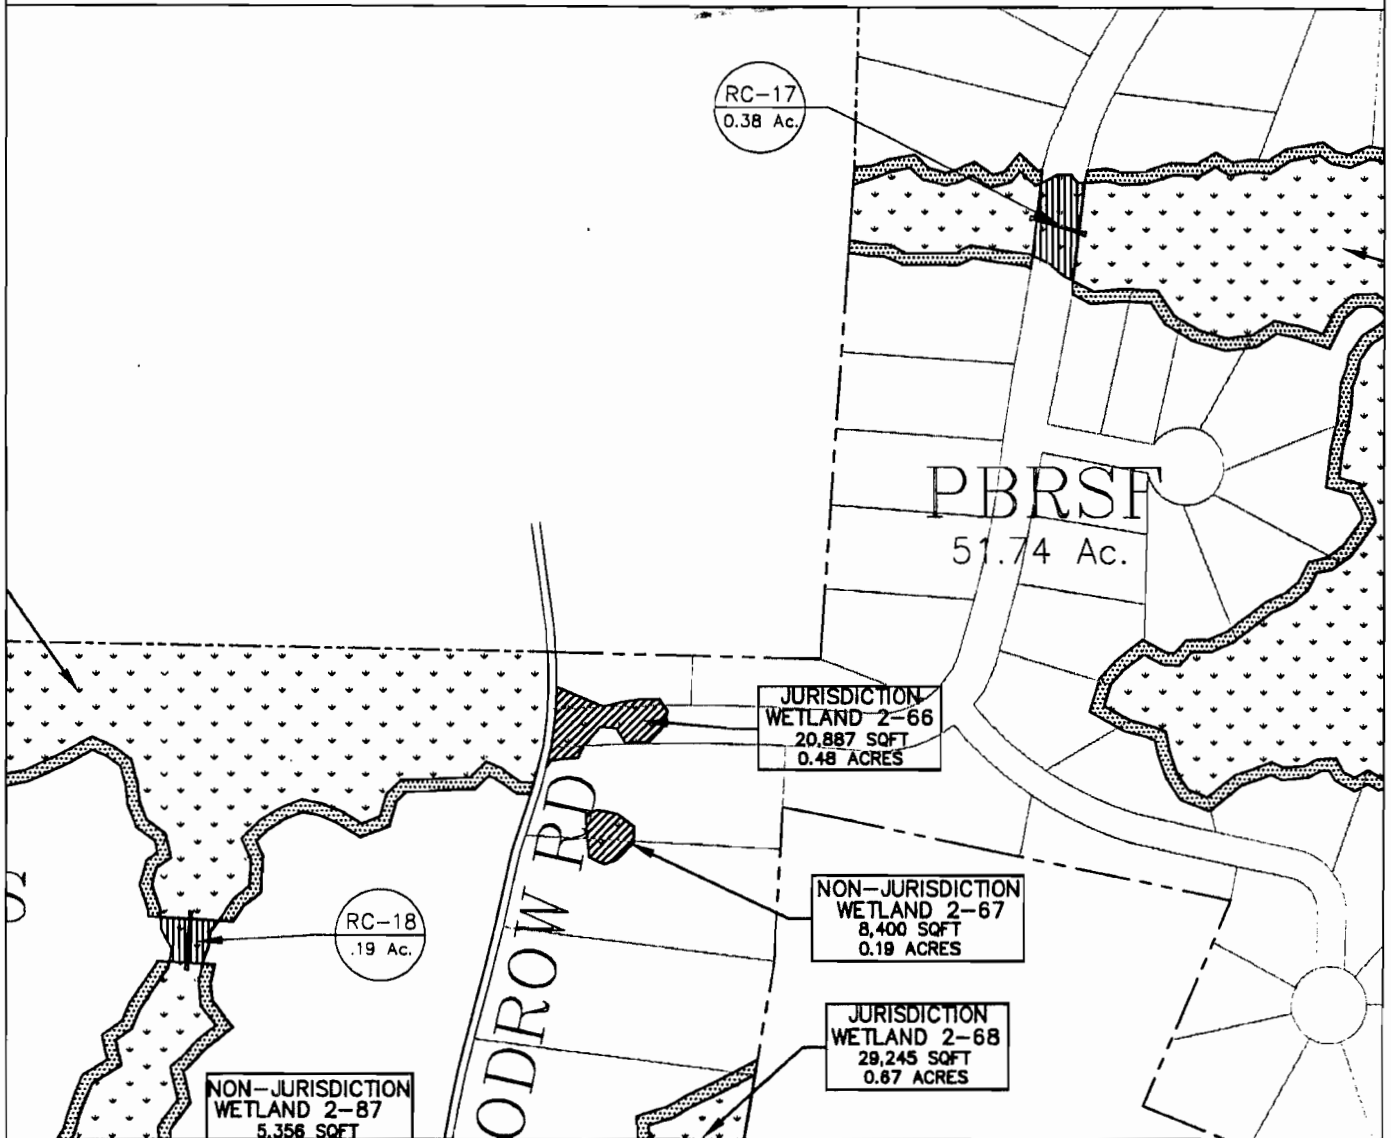 RC-17
0.38 Ac.
PBRSF
51.74 Ac.
JURISDICTION
WETLAND 2-66
20,887 SQFT
0.48 ACRES
NON-JURISDICTION
WETLAND 2-67
8,400 SQFT
0.19 ACRES
RC-18
.19 Ac.
ODROW RD
JURISDICTION
WETLAND 2-68
29,245 SQFT
0.67 ACRES
NON-JURISDICTION
WETLAND 2-87
5,356 SQFT